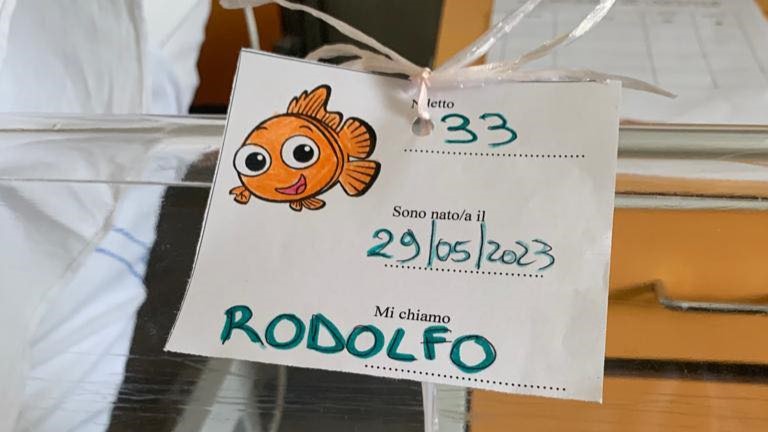 N letto
33
Sono nato/a il
29/05/2023
Mi chiamo
RODOLFO